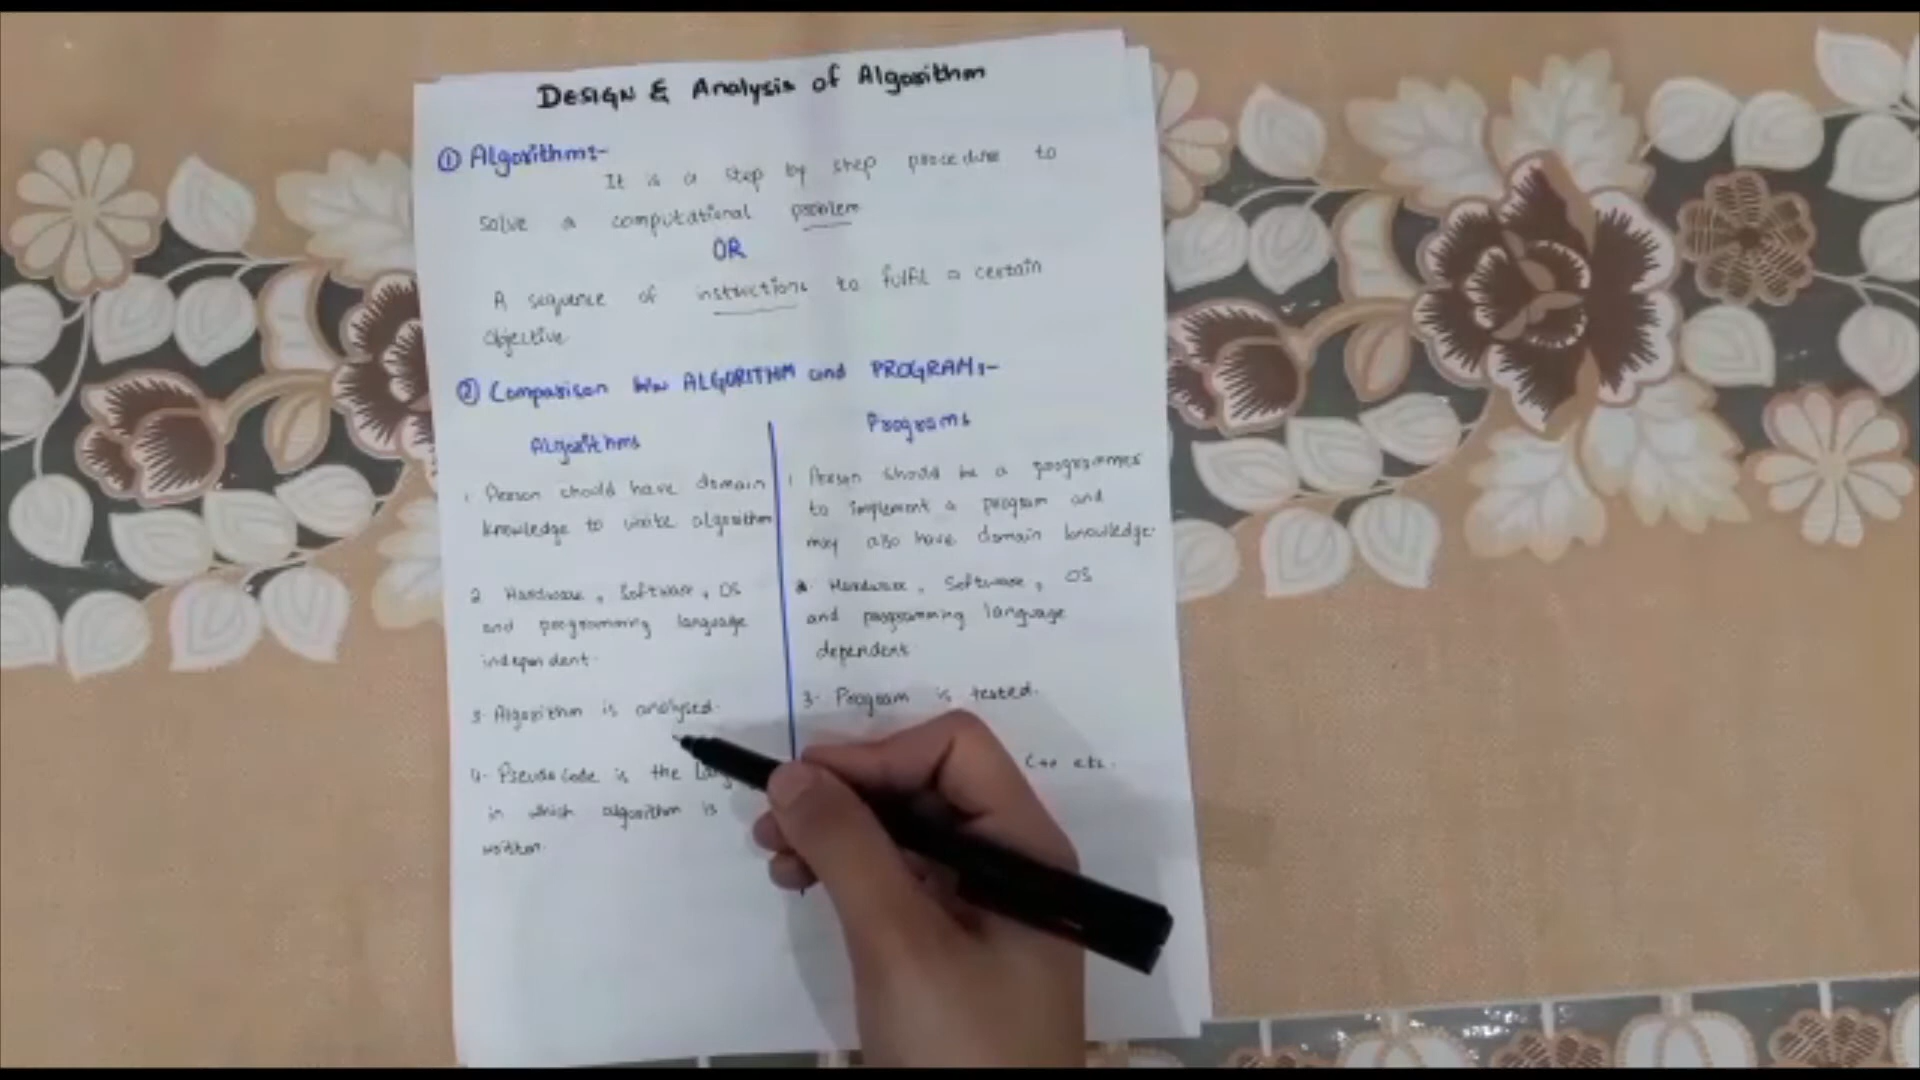 DESIGN & Analysis of Algorithm
① Algorithm:-
It is a step by step procedure to
solve a computational problem
OR
A sequence of instructions to fulfil a certain
objective
② Comparison b/w ALGORITHM and PROGRAM:-
Algorithms
1. Person should have domain
knowledge to write algorithm
2. Hardware, Software, OS
and programming language
independent.
3. Algorithm is analysed.
4. Pseudo Code is the
in which algorithm is
written.
Programs
1 Person should be a programmer
to implement a program and
may also have domain knowledge.
2. Hardware, Software, OS
and programming language
dependent.
3. Program is tested.
C++ etc.